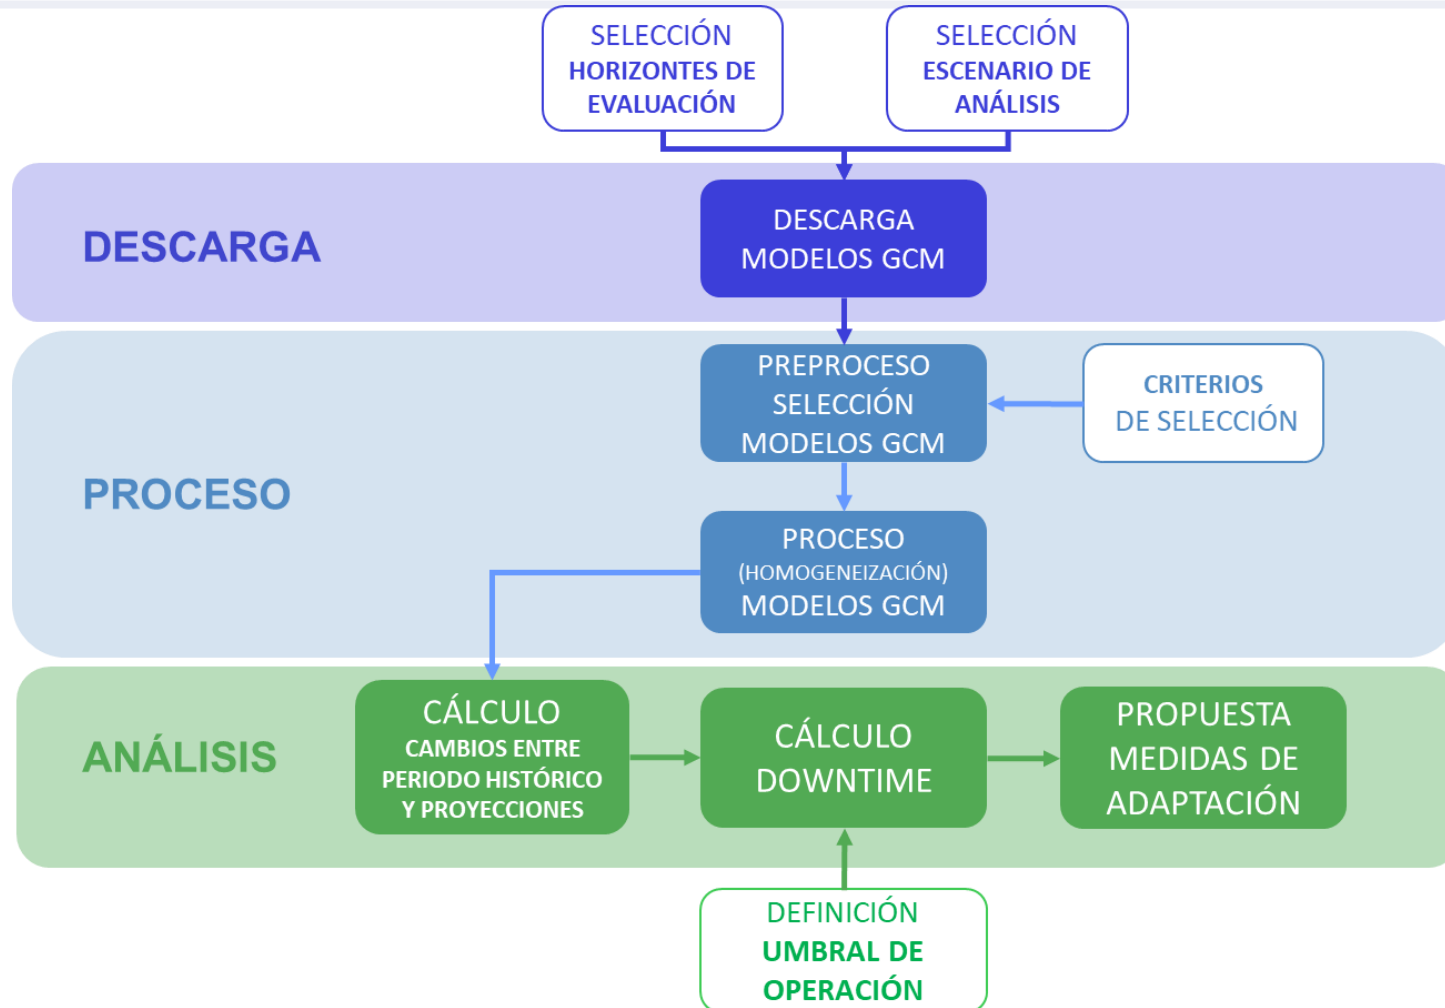 SELECCIÓN
HORIZONTES DE
EVALUACIÓN
SELECCIÓN
ESCENARIO DE
ANÁLISIS
DESCARGA
DESCARGA
MODELOS GCM
PROCESO
PREPROCESO
SELECCIÓN
MODELOS GCM
CRITERIOS
DE SELECCIÓN
PROCESO
(HOMOGENEIZACIÓN)
MODELOS GCM
ANÁLISIS
CÁLCULO
CAMBIOS ENTRE
PERIODO HISTÓRICO
Y PROYECCIONES
CÁLCULO
DOWNTIME
PROPUESTA
MEDIDAS DE
ADAPTACIÓN
DEFINICIÓN
UMBRAL DE
OPERACIÓN